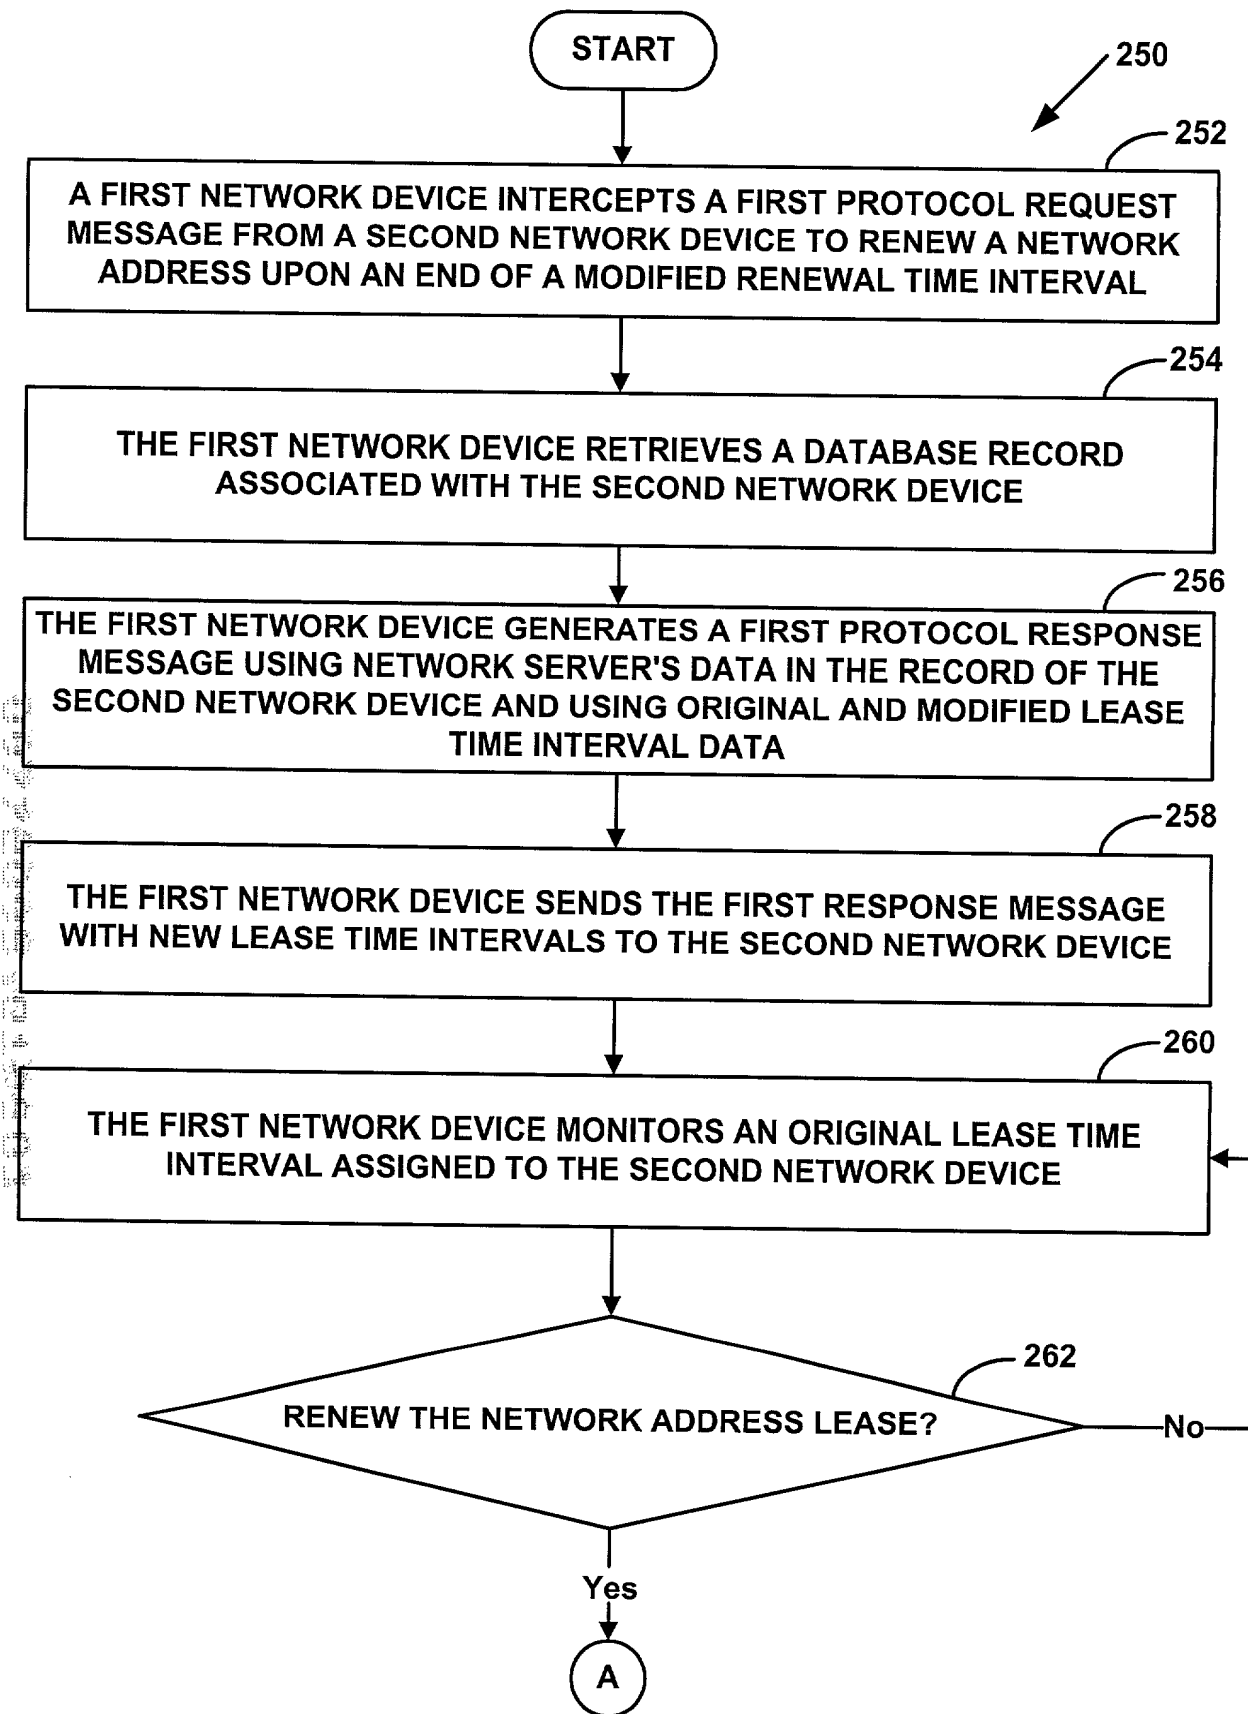 START
250
252
A FIRST NETWORK DEVICE INTERCEPTS A FIRST PROTOCOL REQUEST
MESSAGE FROM A SECOND NETWORK DEVICE TO RENEW A NETWORK
ADDRESS UPON AN END OF A MODIFIED RENEWAL TIME INTERVAL
254
THE FIRST NETWORK DEVICE RETRIEVES A DATABASE RECORD
ASSOCIATED WITH THE SECOND NETWORK DEVICE
256
THE FIRST NETWORK DEVICE GENERATES A FIRST PROTOCOL RESPONSE
MESSAGE USING NETWORK SERVER'S DATA IN THE RECORD OF THE
SECOND NETWORK DEVICE AND USING ORIGINAL AND MODIFIED LEASE
TIME INTERVAL DATA
258
THE FIRST NETWORK DEVICE SENDS THE FIRST RESPONSE MESSAGE
WITH NEW LEASE TIME INTERVALS TO THE SECOND NETWORK DEVICE
260
THE FIRST NETWORK DEVICE MONITORS AN ORIGINAL LEASE TIME
INTERVAL ASSIGNED TO THE SECOND NETWORK DEVICE
262
RENEW THE NETWORK ADDRESS LEASE?
No
Yes
A